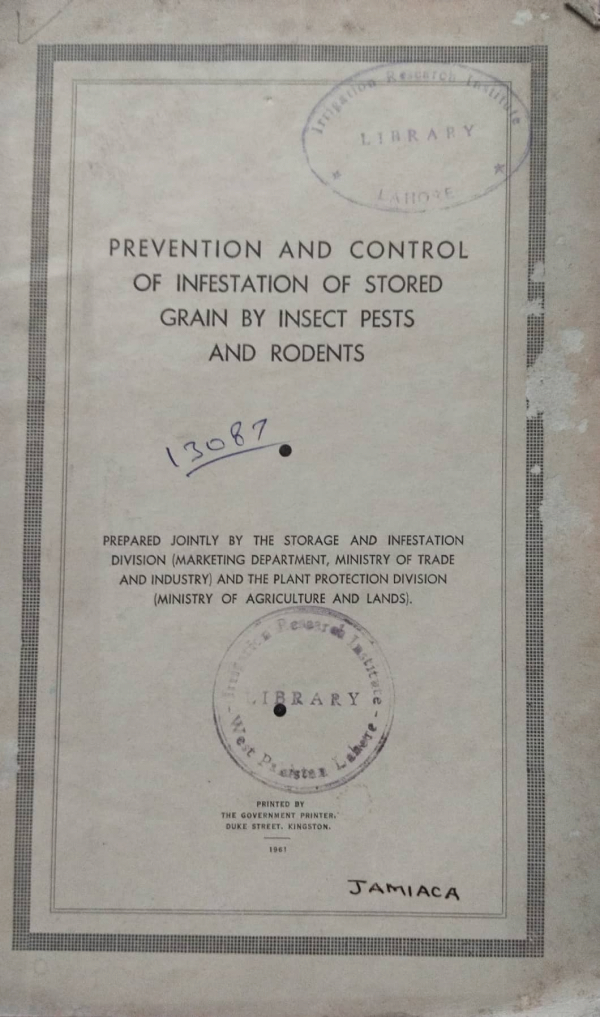 Irrigation Research Institute
LIBRARY
LAHORE
PREVENTION AND CONTROL
OF INFESTATION OF STORED
GRAIN BY INSECT PESTS
AND RODENTS
13087
PREPARED JOINTLY BY THE STORAGE AND INFESTATION
DIVISION (MARKETING DEPARTMENT, MINISTRY OF TRADE
AND INDUSTRY) AND THE PLANT PROTECTION DIVISION
(MINISTRY OF AGRICULTURE AND LANDS).
Irrigation Research Institute
LIBRARY
- West Pakistan Lahore -
PRINTED BY
THE GOVERNMENT PRINTER,
DUKE STREET, KINGSTON.
1961
JAMIACA